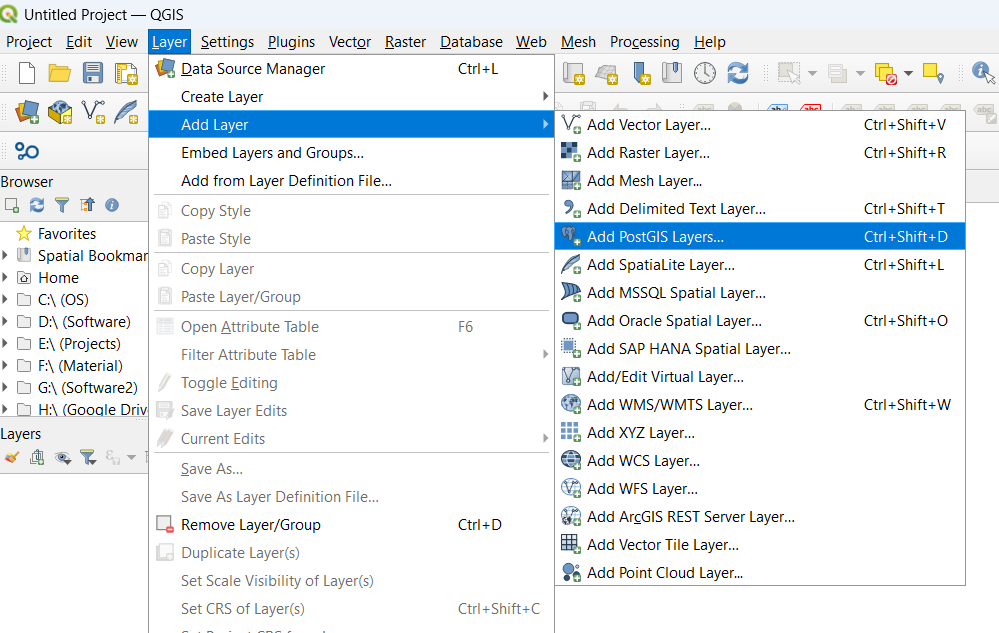 Untitled Project — QGIS
Project Edit View Layer Settings Plugins Vector Raster Database Web Mesh Processing Help
Data Source Manager Ctrl+L
Create Layer
Add Layer
Embed Layers and Groups...
Add from Layer Definition File...
Copy Style
Paste Style
Copy Layer
Paste Layer/Group
Open Attribute Table F6
Filter Attribute Table
Toggle Editing
Save Layer Edits
Current Edits
Save As...
Save As Layer Definition File...
Remove Layer/Group Ctrl+D
Duplicate Layer(s)
Set Scale Visibility of Layer(s)
Set CRS of Layer(s) Ctrl+Shift+C
Add Vector Layer... Ctrl+Shift+V
Add Raster Layer... Ctrl+Shift+R
Add Mesh Layer...
Add Delimited Text Layer... Ctrl+Shift+T
Add PostGIS Layers... Ctrl+Shift+D
Add SpatiaLite Layer... Ctrl+Shift+L
Add MSSQL Spatial Layer...
Add Oracle Spatial Layer... Ctrl+Shift+O
Add SAP HANA Spatial Layer...
Add/Edit Virtual Layer...
Add WMS/WMTS Layer... Ctrl+Shift+W
Add XYZ Layer...
Add WCS Layer...
Add WFS Layer...
Add ArcGIS REST Server Layer...
Add Vector Tile Layer...
Add Point Cloud Layer...
Browser
Favorites
Spatial Bookmar
Home
C:\ (OS)
D:\ (Software)
E:\ (Projects)
F:\ (Material)
G:\ (Software2)
H:\ (Google Driv
Layers